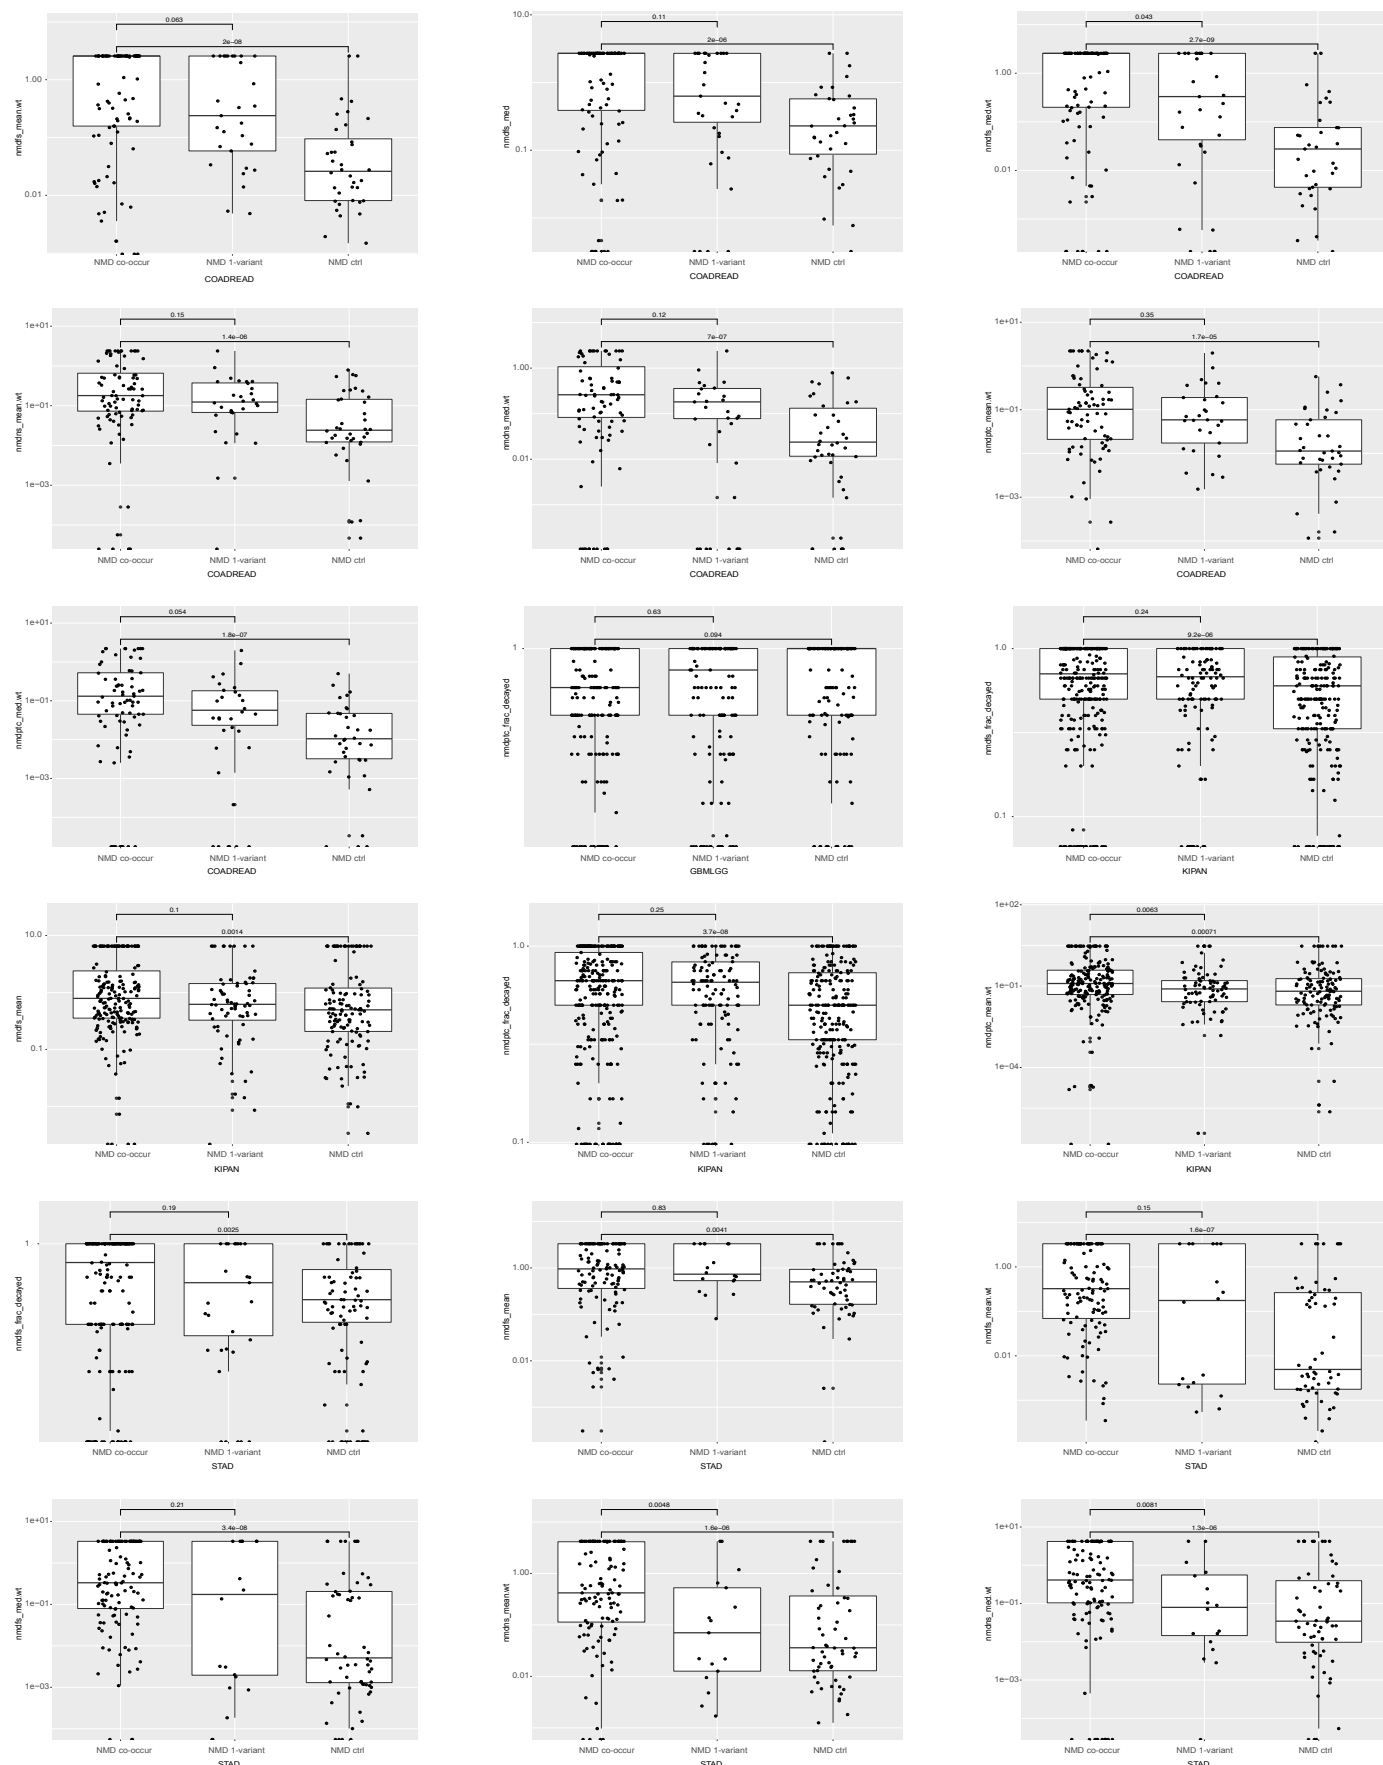 0.063
2e−08
1.00
0.01
nmdfs_mean.wt
NMD co-occur NMD 1-variant NMD ctrl
COADREAD
0.11
2e−06
10.0
0.1
nmdfs_med
NMD co-occur NMD 1-variant NMD ctrl
COADREAD
0.043
2.7e−09
1.00
0.01
nmdfs_med.wt
NMD co-occur NMD 1-variant NMD ctrl
COADREAD
0.15
1.4e−06
1e+01
1e−01
1e−03
nmdns_mean.wt
NMD co-occur NMD 1-variant NMD ctrl
COADREAD
0.12
7e−07
1.00
0.01
nmdns_med.wt
NMD co-occur NMD 1-variant NMD ctrl
COADREAD
0.35
1.7e−05
1e+01
1e−01
1e−03
nmdptc_mean.wt
NMD co-occur NMD 1-variant NMD ctrl
COADREAD
0.054
1.8e−07
1e+01
1e−01
1e−03
nmdptc_med.wt
NMD co-occur NMD 1-variant NMD ctrl
COADREAD
0.63
0.094
1
nmdptc_frac_decayed
NMD co-occur NMD 1-variant NMD ctrl
GBMLGG
0.24
9.2e−06
1.0
0.1
nmdfs_frac_decayed
NMD co-occur NMD 1-variant NMD ctrl
KIPAN
0.1
0.0014
10.0
0.1
nmdfs_mean
NMD co-occur NMD 1-variant NMD ctrl
KIPAN
0.25
3.7e−08
1.0
0.1
nmdptc_frac_decayed
NMD co-occur NMD 1-variant NMD ctrl
KIPAN
0.0063
0.00071
1e+02
1e−01
1e−04
nmdptc_mean.wt
NMD co-occur NMD 1-variant NMD ctrl
KIPAN
0.19
0.0025
1
nmdfs_frac_decayed
NMD co-occur NMD 1-variant NMD ctrl
STAD
0.83
0.0041
1.00
0.01
nmdfs_mean
NMD co-occur NMD 1-variant NMD ctrl
STAD
0.15
1.6e−07
1.00
0.01
nmdfs_mean.wt
NMD co-occur NMD 1-variant NMD ctrl
STAD
0.21
3.4e−08
1e+01
1e−01
1e−03
nmdfs_med.wt
NMD co-occur NMD 1-variant NMD ctrl
STAD
0.0048
1.6e−06
1.00
0.01
nmdns_mean.wt
NMD co-occur NMD 1-variant NMD ctrl
STAD
0.0081
1.3e−06
1e+01
1e−01
1e−03
nmdns_med.wt
NMD co-occur NMD 1-variant NMD ctrl
STAD